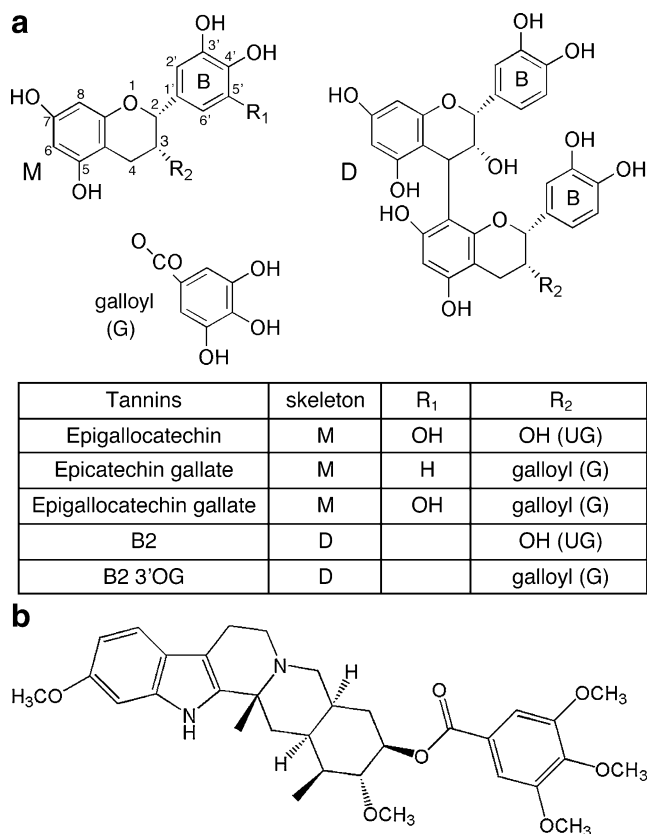 a
OH
3'
OH
4'
2'
B
8
1
O
1'
2
5'
R1
HO
7
6'
6
3
M
5
4
R2
OH
O
CO
OH
galloyl
(G)
OH
OH
OH
OH
B
HO
O
D
OH
OH
OH
OH
HO
O
B
R2
OH
Tannins skeleton R1 R2
Epigallocatechin M OH OH (UG)
Epicatechin gallate M H galloyl (G)
Epigallocatechin gallate M OH galloyl (G)
B2 D OH (UG)
B2 3'OG D galloyl (G)
b
N
H
O
OCH3
CH3O
NH
H
O
OCH3
OCH3
OCH3